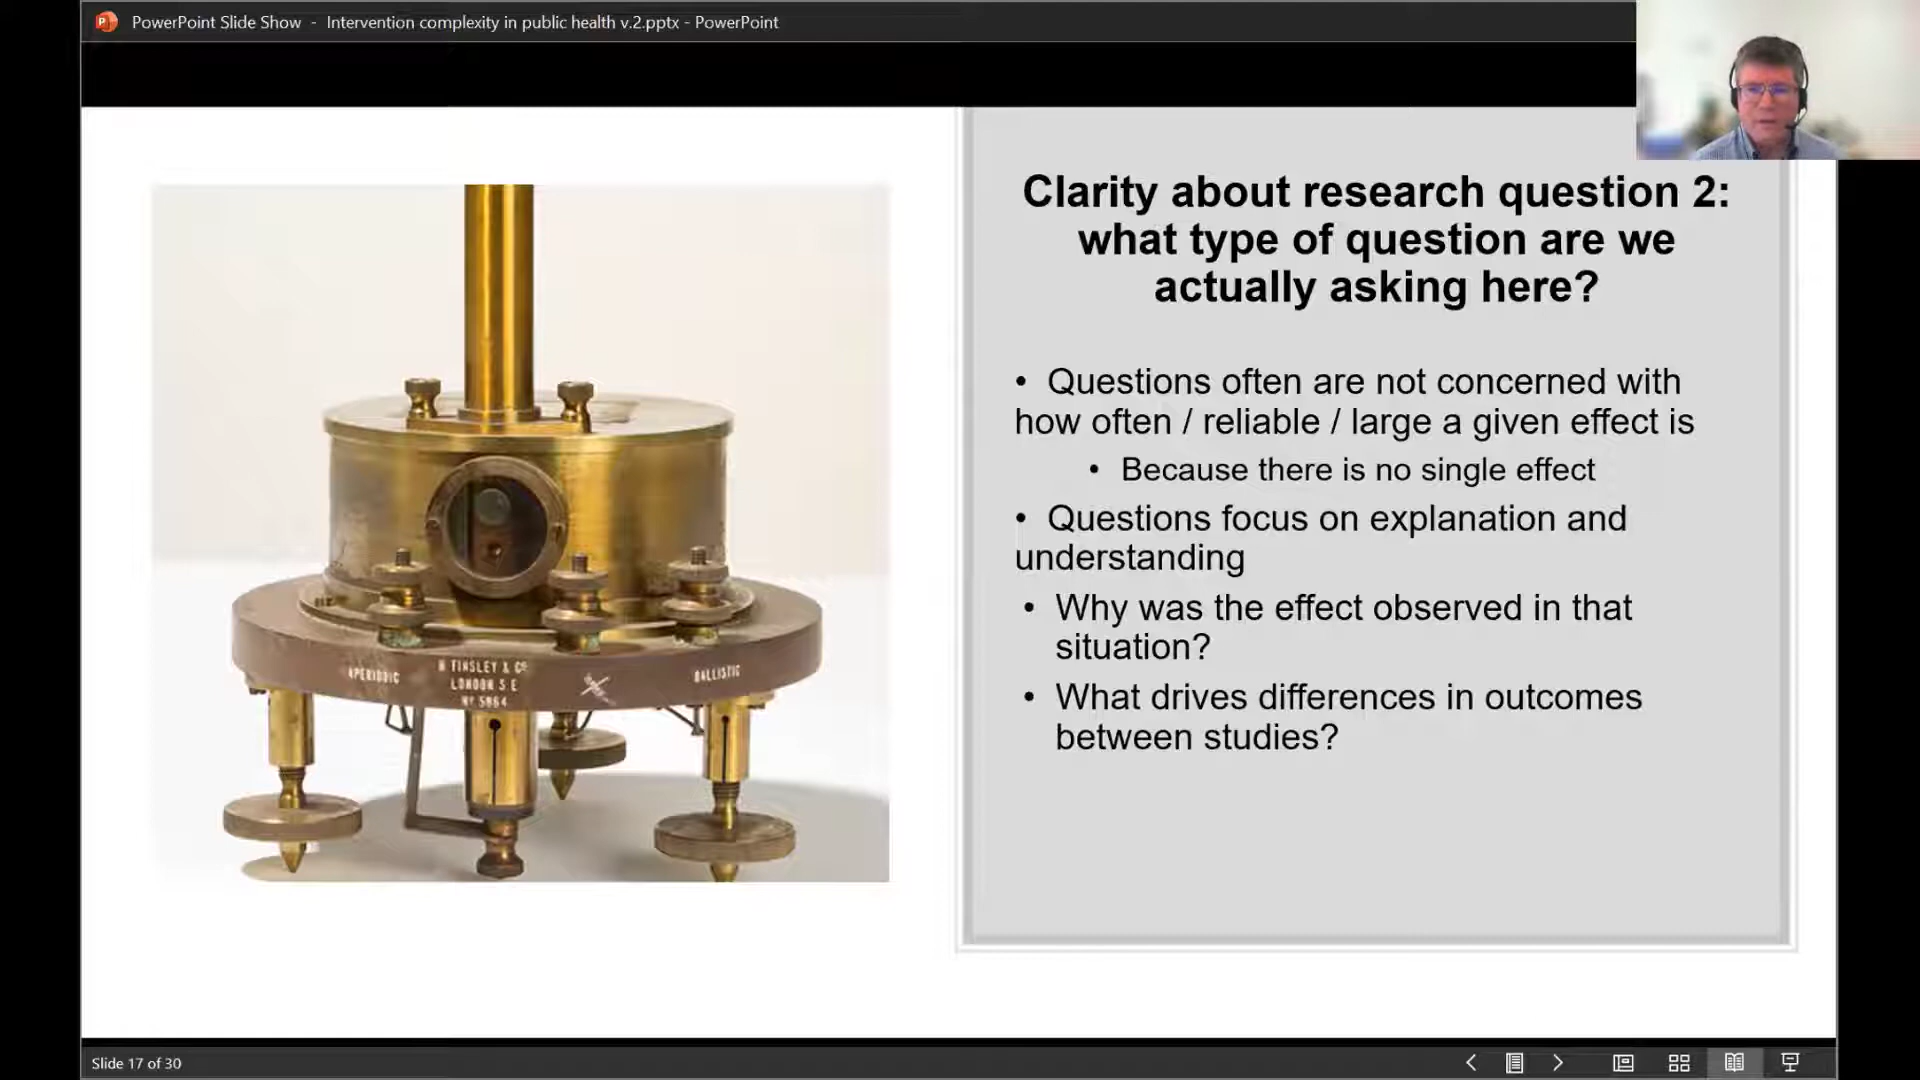 PowerPoint Slide Show - Intervention complexity in public health v.2.pptx - PowerPoint
Clarity about research question 2:
what type of question are we
actually asking here?
• Questions often are not concerned with
how often / reliable / large a given effect is
• Because there is no single effect
• Questions focus on explanation and
understanding
• Why was the effect observed in that
situation?
• What drives differences in outcomes
between studies?
APERIODIC
H TINSLEY & Co
LONDON S E
No 5864
BALLISTIC
Slide 17 of 30